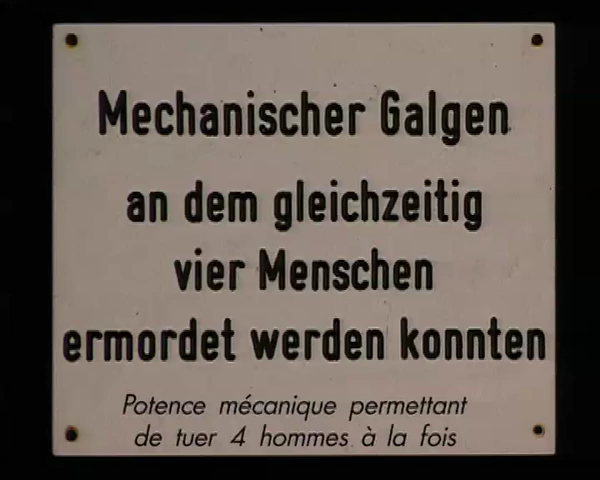 Mechanischer Galgen
an dem gleichzeitig
vier Menschen
ermordet werden konnten
Potence mécanique permettant
de tuer 4 hommes à la fois